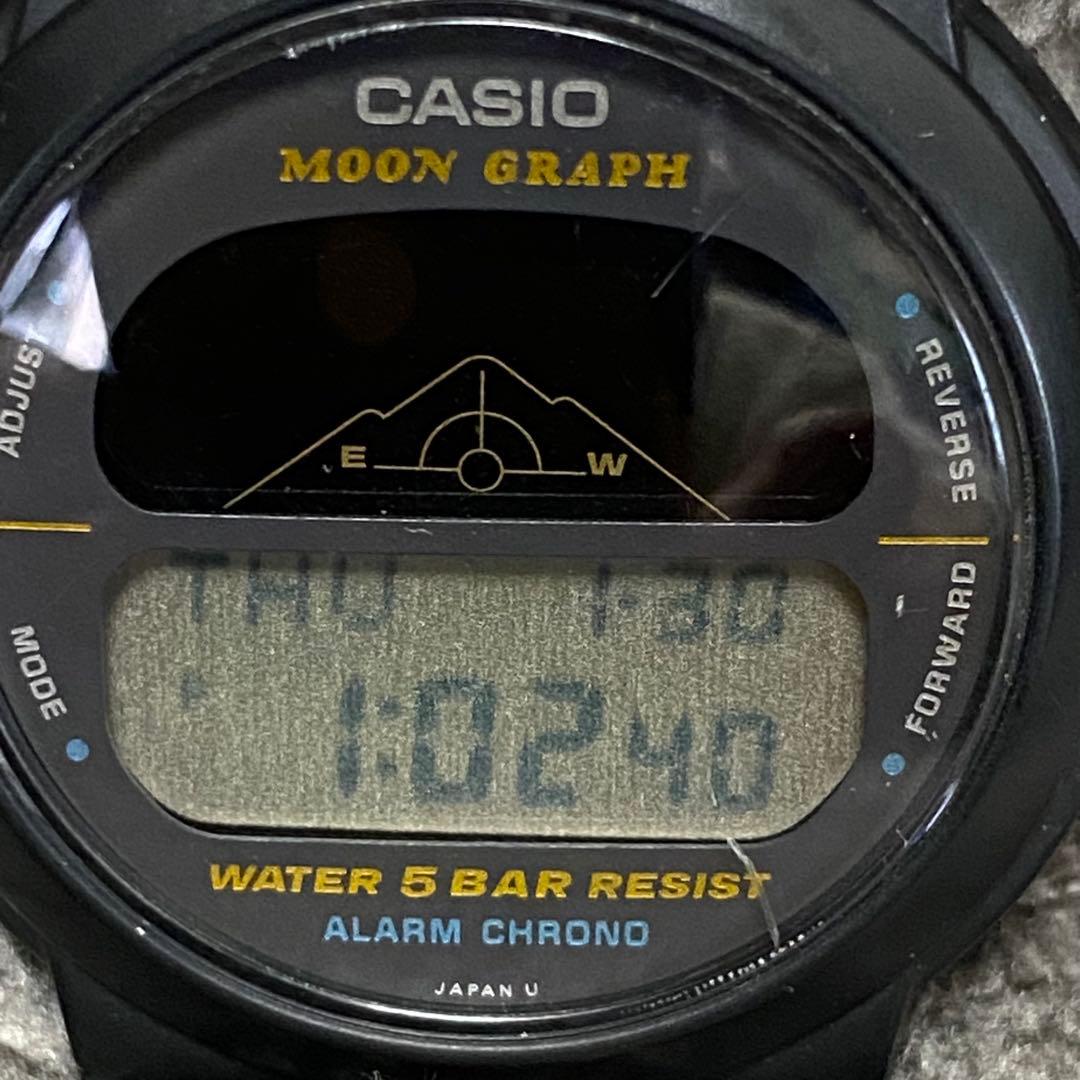 CASIO
MOON GRAPH
ADJUST
REVERSE
E W
THU 1-30
P 1:02 40
MODE
FORWARD
WATER 5 BAR RESIST
ALARM CHRONO
JAPAN U